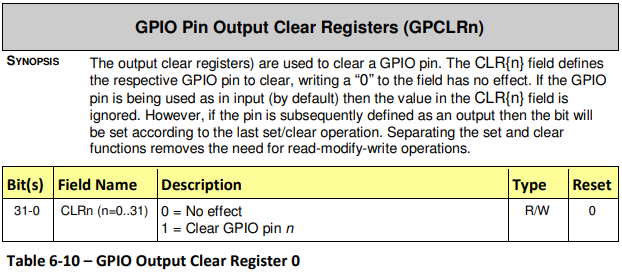 GPIO Pin Output Clear Registers (GPCLRn)
SYNOPSIS The output clear registers) are used to clear a GPIO pin. The CLR{n} field defines
the respective GPIO pin to clear, writing a “0” to the field has no effect. If the GPIO
pin is being used as in input (by default) then the value in the CLR{n} field is
ignored. However, if the pin is subsequently defined as an output then the bit will
be set according to the last set/clear operation. Separating the set and clear
functions removes the need for read-modify-write operations.
Bit(s) Field Name Description Type Reset
31-0 CLRn (n=0..31) 0 = No effect R/W 0
1 = Clear GPIO pin n
Table 6-10 – GPIO Output Clear Register 0